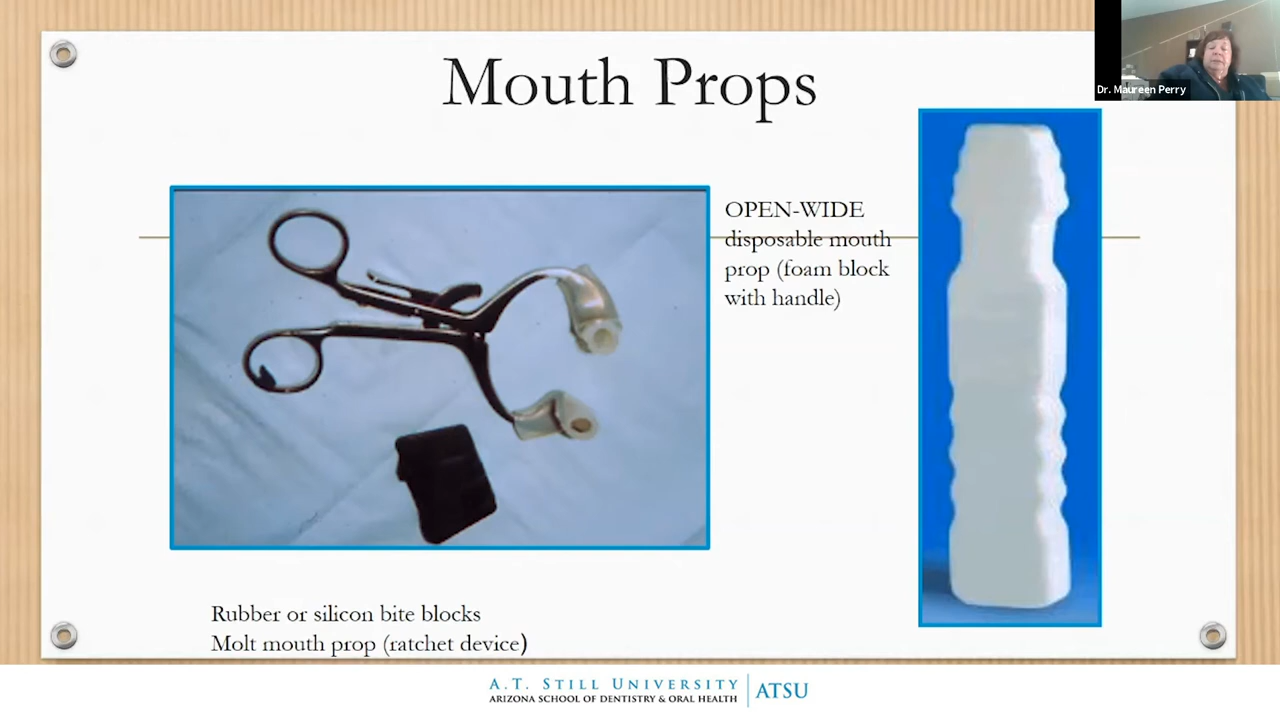 Mouth Props
Dr. Maureen Perry
OPEN-WIDE
disposable mouth
prop (foam block
with handle)
Rubber or silicon bite blocks
Molt mouth prop (ratchet device)
A.T. STILL UNIVERSITY
ARIZONA SCHOOL OF DENTISTRY & ORAL HEALTH
ATSU